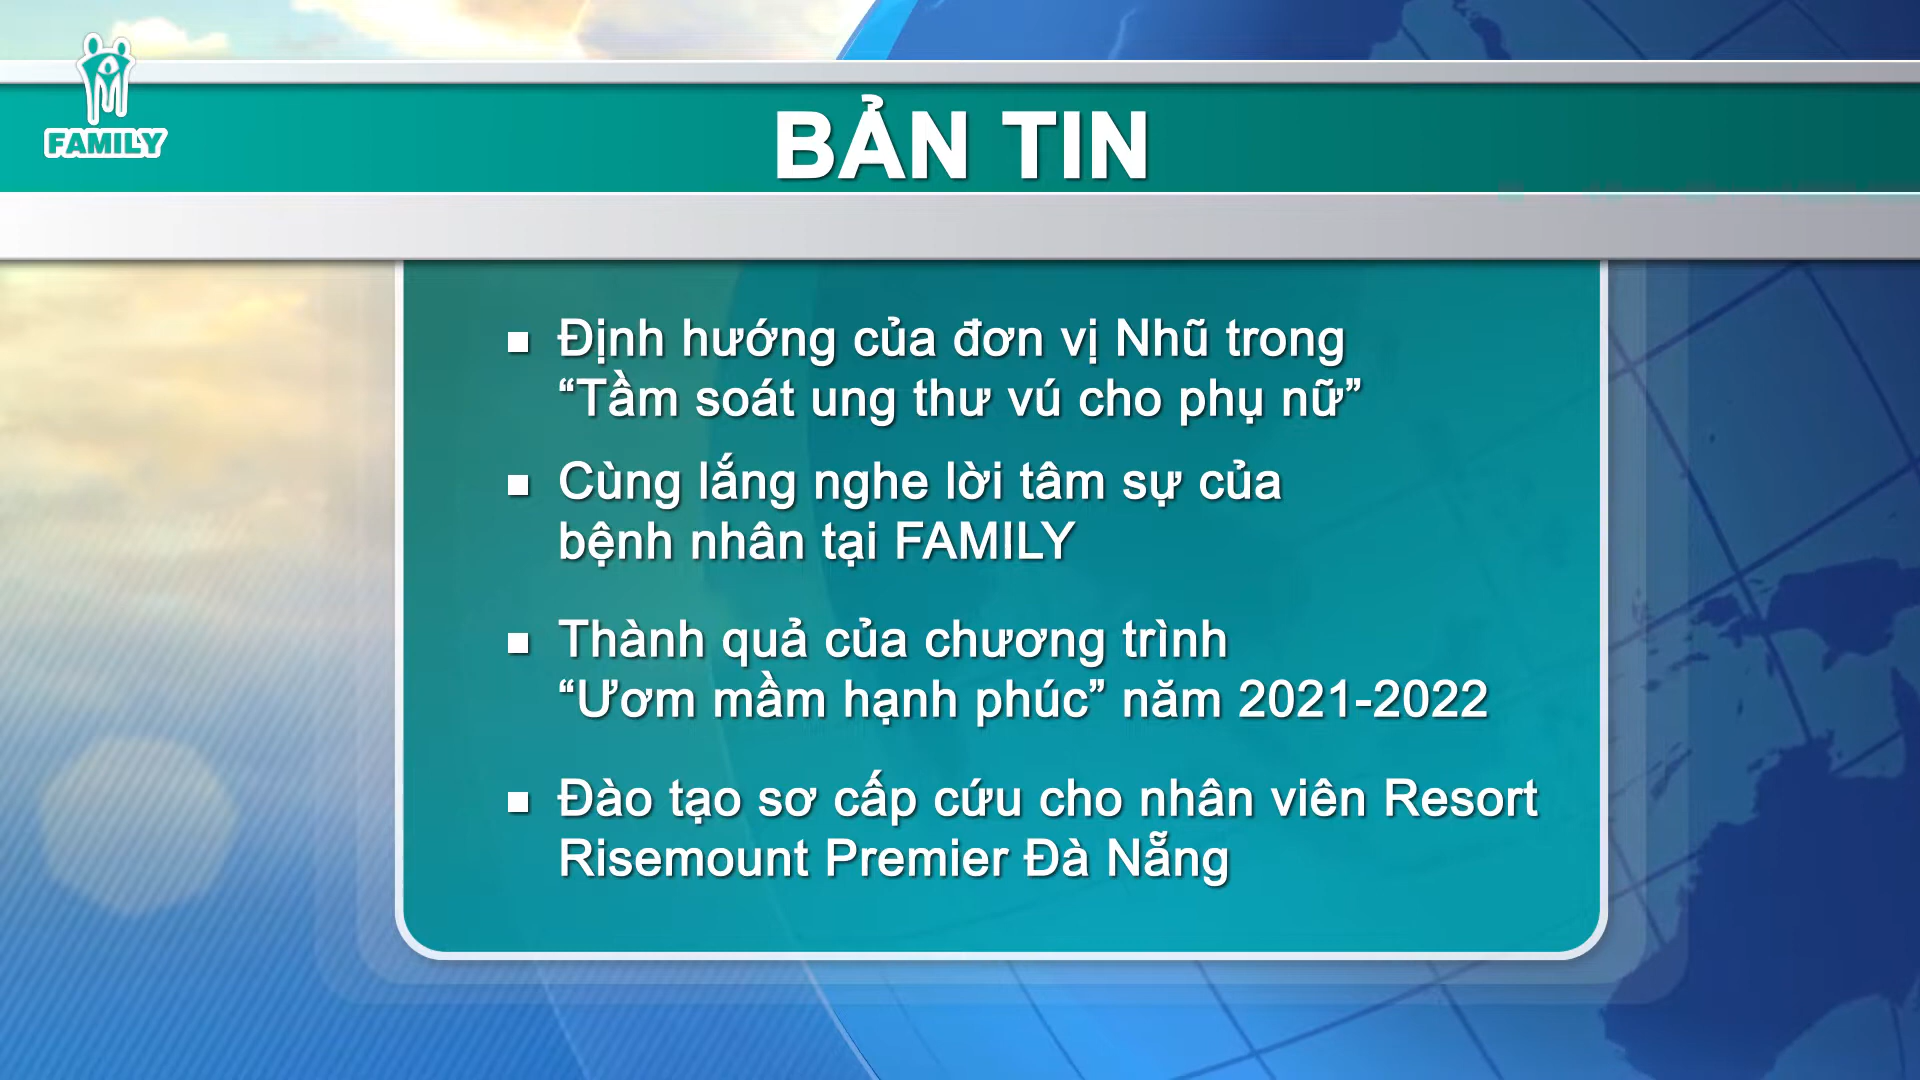 FAMILY
BẢN TIN
▪ Định hướng của đơn vị Nhũ trong
“Tầm soát ung thư vú cho phụ nữ”
▪ Cùng lắng nghe lời tâm sự của
bệnh nhân tại FAMILY
▪ Thành quả của chương trình
“Ươm mầm hạnh phúc” năm 2021-2022
▪ Đào tạo sơ cấp cứu cho nhân viên Resort
Risemount Premier Đà Nẵng